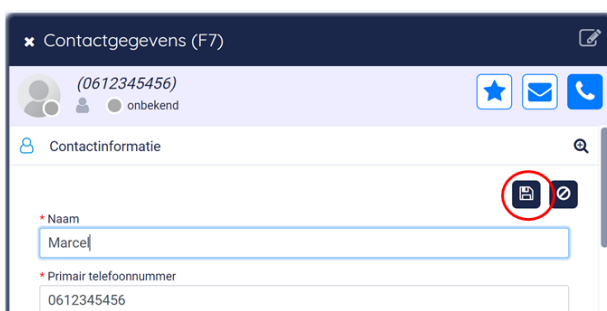 Contactgegevens (F7)
(0612345456)
onbekend
Contactinformatie
* Naam
Marcel
* Primair telefoonnummer
0612345456